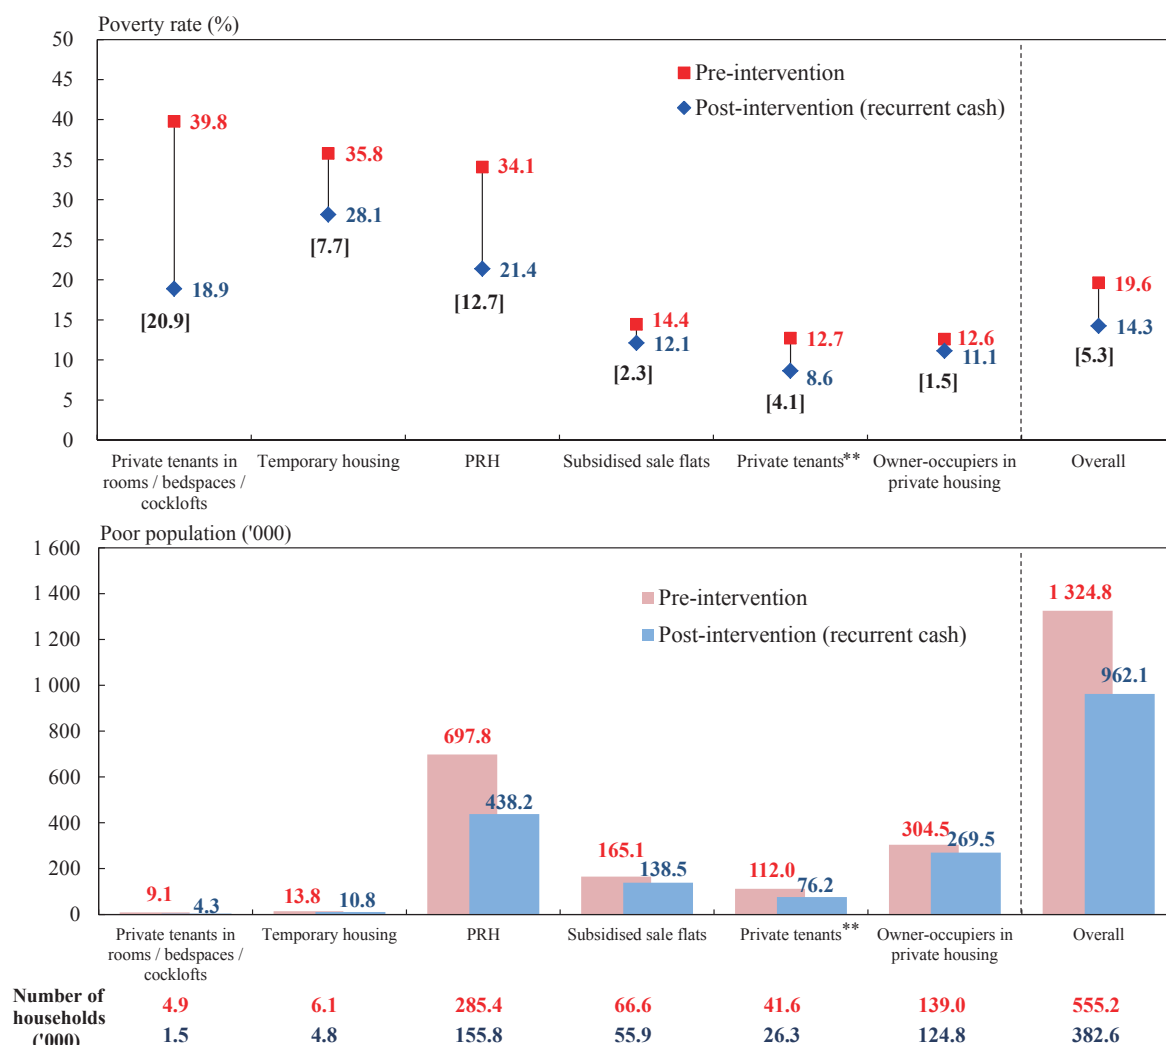 Poverty rate (%)
50
45
40
35
30
25
20
15
10
5
0
Pre-intervention
Post-intervention (recurrent cash)
39.8
18.9
[20.9]
35.8
28.1
[7.7]
34.1
21.4
[12.7]
14.4
12.1
[2.3]
12.7
8.6
[4.1]
12.6
11.1
[1.5]
19.6
14.3
[5.3]
Private tenants in
rooms / bedspaces /
cocklofts
Temporary housing
PRH
Subsidised sale flats
Private tenants**
Owner-occupiers in
private housing
Overall
Poor population ('000)
1 600
1 400
1 200
1 000
800
600
400
200
0
Pre-intervention
Post-intervention (recurrent cash)
9.1
4.3
13.8
10.8
697.8
438.2
165.1
138.5
112.0
76.2
304.5
269.5
1 324.8
962.1
Private tenants in
rooms / bedspaces /
cocklofts
Temporary housing
PRH
Subsidised sale flats
Private tenants**
Owner-occupiers in
private housing
Overall
Number of
households
('000)
4.9 6.1 285.4 66.6 41.6 139.0 555.2
1.5 4.8 155.8 55.9 26.3 124.8 382.6